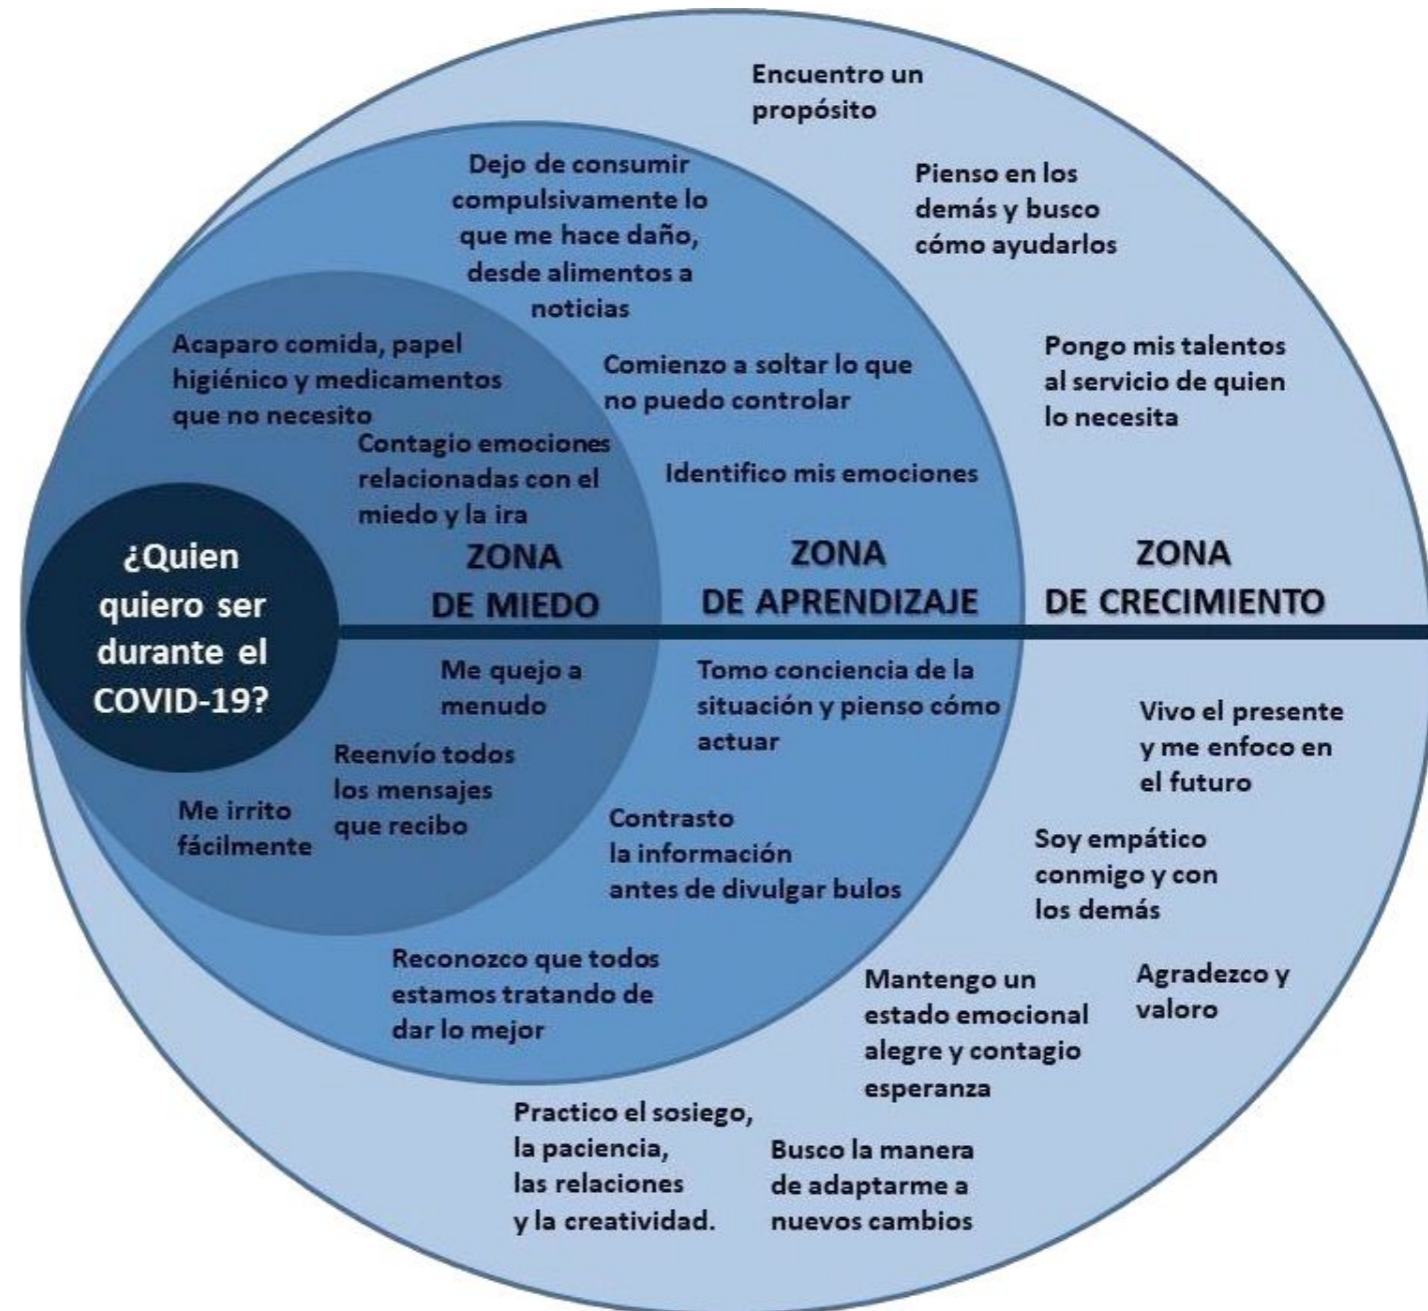 Encuentro un
propósito
Pienso en los
demás y busco
cómo ayudarlos
Pongo mis talentos
al servicio de quien
lo necesita
Dejo de consumir
compulsivamente lo
que me hace daño,
desde alimentos a
noticias
Comienzo a soltar lo que
no puedo controlar
Identifico mis emociones
Acaparo comida, papel
higiénico y medicamentos
que no necesito
Contagio emociones
relacionadas con el
miedo y la ira
¿Quien
quiero ser
durante el
COVID-19?
ZONA
DE MIEDO
ZONA
DE APRENDIZAJE
ZONA
DE CRECIMIENTO
Me quejo a
menudo
Reenvío todos
los mensajes
que recibo
Me irrito
fácilmente
Tomo conciencia de la
situación y pienso cómo
actuar
Contrasto
la información
antes de divulgar bulos
Reconozco que todos
estamos tratando de
dar lo mejor
Vivo el presente
y me enfoco en
el futuro
Soy empático
conmigo y con
los demás
Agradezco y
valoro
Mantengo un
estado emocional
alegre y contagio
esperanza
Practico el sosiego,
la paciencia,
las relaciones
y la creatividad.
Busco la manera
de adaptarme a
nuevos cambios